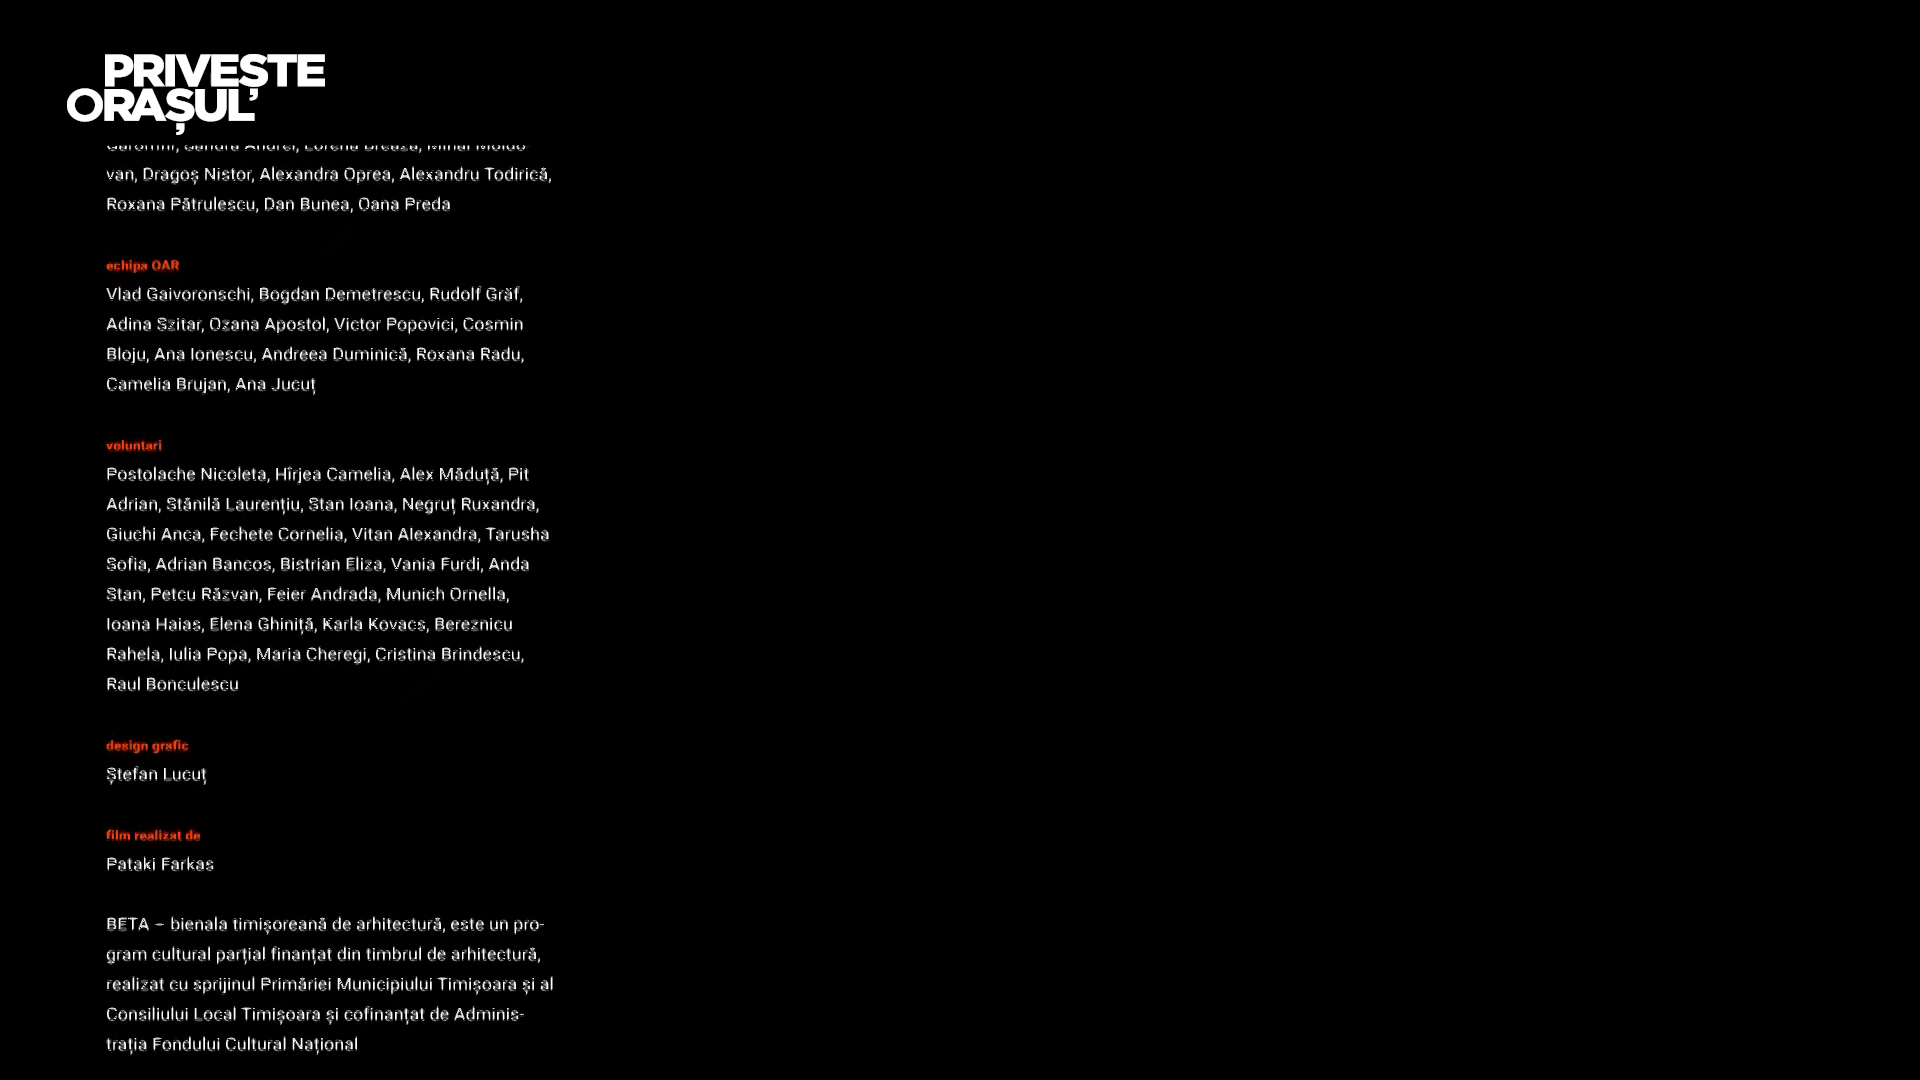 PRIVEȘTE
ORAȘUL
van, Dragoș Nistor, Alexandra Oprea, Alexandru Todirică,
Roxana Pătrulescu, Dan Bunea, Oana Preda
echipa OAR
Vlad Gaivoronschi, Bogdan Demetrescu, Rudolf Gräf,
Adina Szitar, Ozana Apostol, Victor Popovici, Cosmin
Bloju, Ana Ionescu, Andreea Duminică, Roxana Radu,
Camelia Brujan, Ana Jucuț
voluntari
Postolache Nicoleta, Hîrjea Camelia, Alex Măduță, Pit
Adrian, Stănilă Laurențiu, Stan Ioana, Negruț Ruxandra,
Giuchi Anca, Fechete Cornelia, Vitan Alexandra, Tarusha
Sofia, Adrian Bancos, Bistrian Eliza, Vania Furdi, Anda
Stan, Petcu Răzvan, Feier Andrada, Munich Ornella,
Ioana Haias, Elena Ghiniță, Karla Kovacs, Bereznicu
Rahela, Iulia Popa, Maria Cheregi, Cristina Brindescu,
Raul Bonculescu
design grafic
Ștefan Lucuț
film realizat de
Pataki Farkas
BETA – bienala timișoreană de arhitectură, este un pro-
gram cultural parțial finanțat din timbrul de arhitectură,
realizat cu sprijinul Primăriei Municipiului Timișoara și al
Consiliului Local Timișoara și cofinanțat de Adminis-
trația Fondului Cultural Național